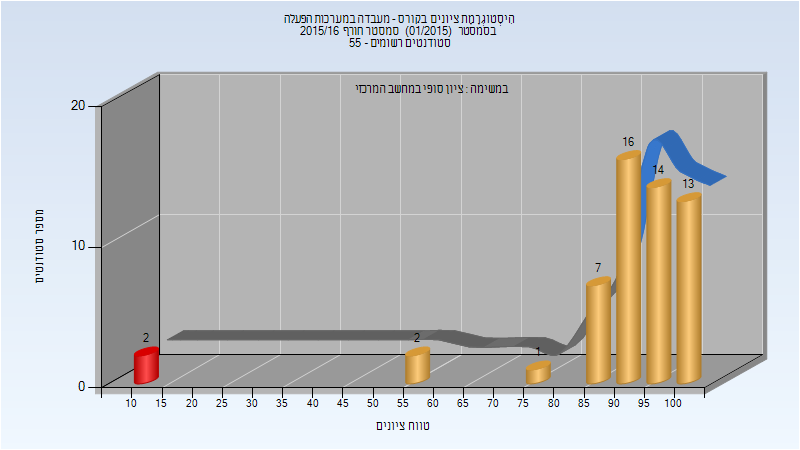 היסטוגרמת ציונים בקורס - מעבדה במערכות הפעלה
בסמסטר (01/2015) סמסטר חורף 2015/16
סטודנטים רשומים - 55
במשימה : ציון סופי במחשב המרכזי
20
10
0
מספר סטודנטים
2
2
1
7
16
14
13
10 15 20 25 30 35 40 45 50 55 60 65 70 75 80 85 90 95 100
טווח ציונים